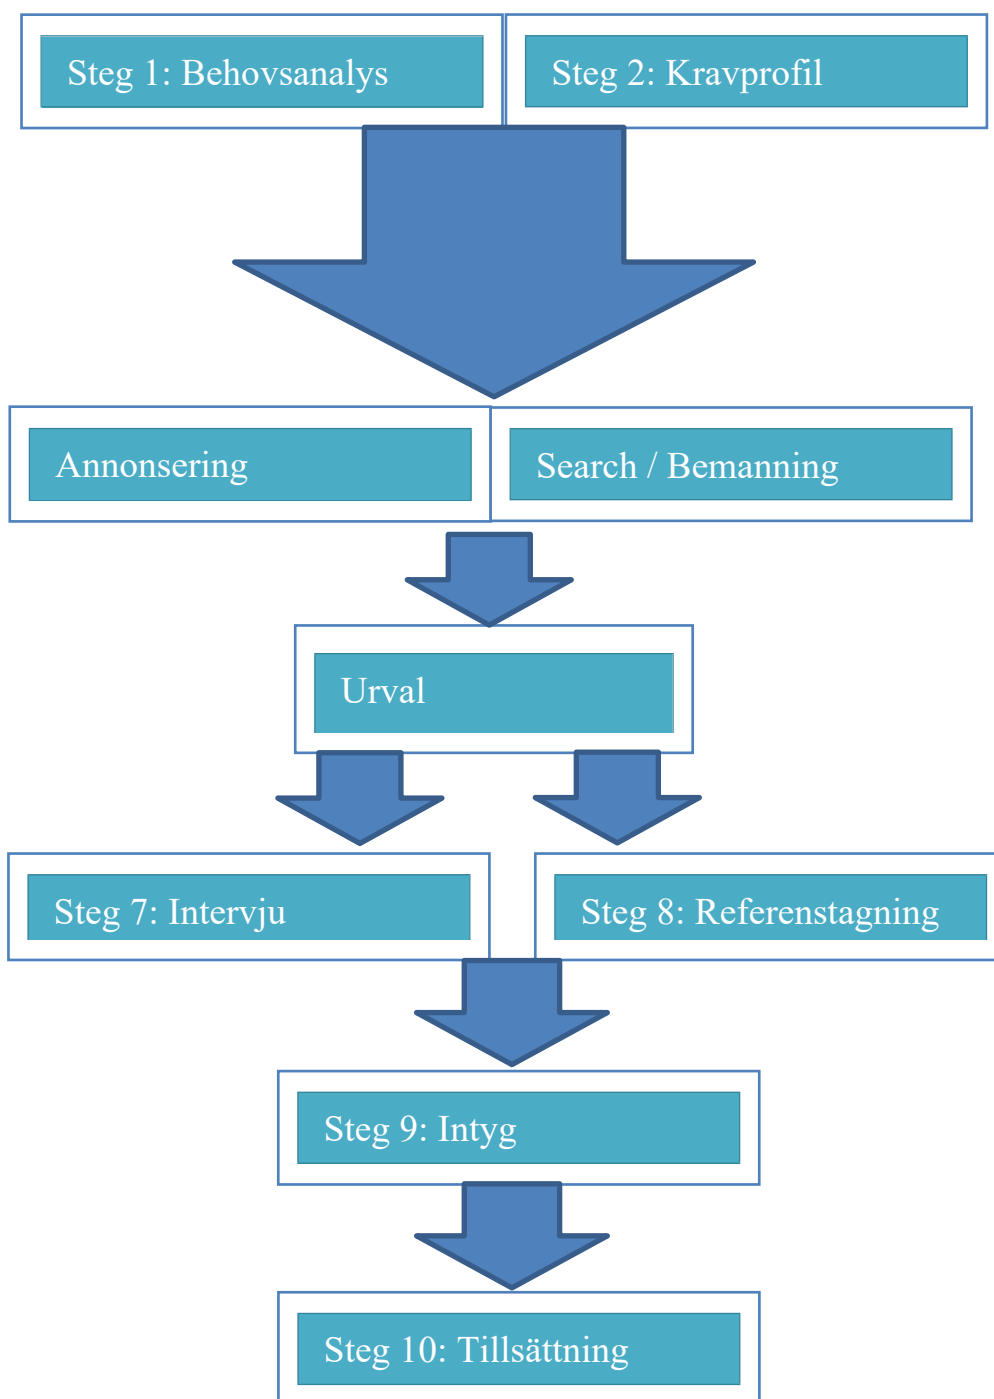 Steg 1: Behovsanalys
Steg 2: Kravprofil
Annonsering
Search / Bemanning
Urval
Steg 7: Intervju
Steg 8: Referenstagning
Steg 9: Intyg
Steg 10: Tillsättning